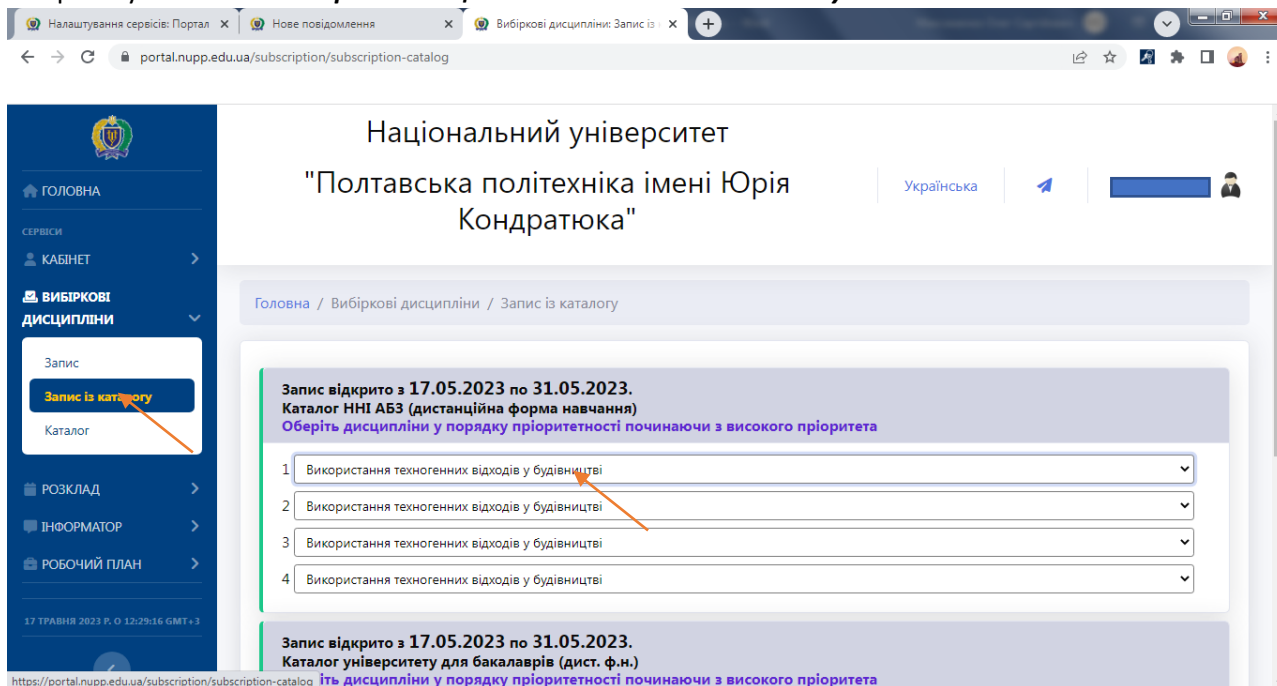 Налаштування сервісів: Портал
Нове повідомлення
Вибіркові дисципліни: Запис із
portal.nupp.edu.ua/subscription/subscription-catalog
Національний університет
"Полтавська політехніка імені Юрія
Кондратюка"
Українська
ГОЛОВНА
СЕРВІСИ
КАБІНЕТ
ВИБІРКОВІ
ДИСЦИПЛІНИ
Запис
Запис із каталогу
Каталог
РОЗКЛАД
ІНФОРМАТОР
РОБОЧИЙ ПЛАН
17 ТРАВНЯ 2023 Р. О 12:29:16 GMT+3
Головна / Вибіркові дисципліни / Запис із каталогу
Запис відкрито з 17.05.2023 по 31.05.2023.
Каталог ННІ АБЗ (дистанційна форма навчання)
Оберіть дисципліни у порядку пріоритетності починаючи з високого пріоритета
1 Використання техногенних відходів у будівництві
2 Використання техногенних відходів у будівництві
3 Використання техногенних відходів у будівництві
4 Використання техногенних відходів у будівництві
Запис відкрито з 17.05.2023 по 31.05.2023.
Каталог університету для бакалаврів (дист. ф.н.)
іть дисципліни у порядку пріоритетності починаючи з високого пріоритета
https://portal.nupp.edu.ua/subscription/subscription-catalog